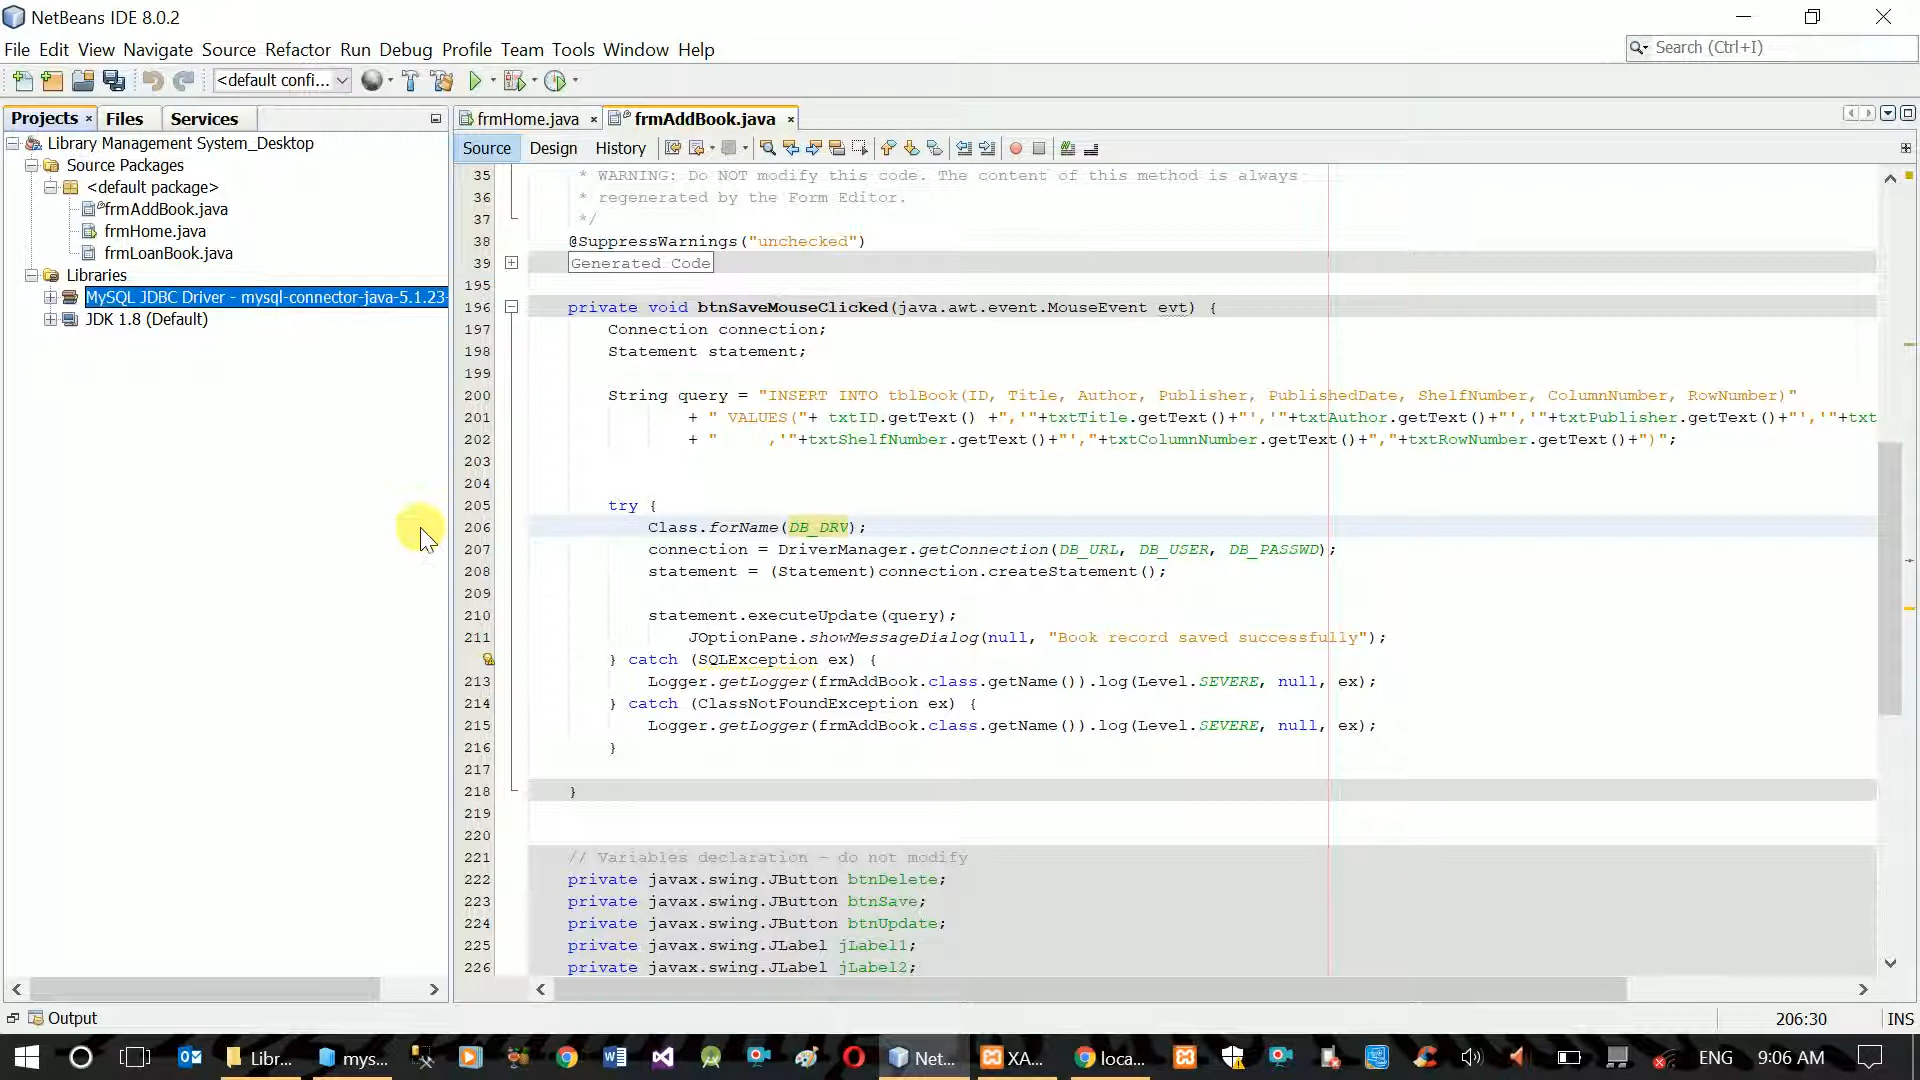 NetBeans IDE 8.0.2
File Edit View Navigate Source Refactor Run Debug Profile Team Tools Window Help
Search (Ctrl+I)
<default confi...
Projects × Files Services
frmHome.java × frmAddBook.java ×
Source Design History
Library Management System_Desktop
Source Packages
<default package>
frmAddBook.java
frmHome.java
frmLoanBook.java
Libraries
MySQL JDBC Driver - mysql-connector-java-5.1.23-
JDK 1.8 (Default)
35 * WARNING: Do NOT modify this code. The content of this method is always
36 * regenerated by the Form Editor.
37 */
38 @SuppressWarnings("unchecked")
39 Generated Code
195
196 private void btnSaveMouseClicked(java.awt.event.MouseEvent evt) {
197 Connection connection;
198 Statement statement;
199
200 String query = "INSERT INTO tblBook(ID, Title, Author, Publisher, PublishedDate, ShelfNumber, ColumnNumber, RowNumber)"
201 + " VALUES("+ txtID.getText() +",'"+txtTitle.getText()+"','"+txtAuthor.getText()+"','"+txtPublisher.getText()+"','"+txt
202 + "     ,'"+txtShelfNumber.getText()+"',"+txtColumnNumber.getText()+","+txtRowNumber.getText()+")";
203
204
205 try {
206 Class.forName(DB_DRV);
207 connection = DriverManager.getConnection(DB_URL, DB_USER, DB_PASSWD);
208 statement = (Statement)connection.createStatement();
209
210 statement.executeUpdate(query);
211 JOptionPane.showMessageDialog(null, "Book record saved successfully");
} catch (SQLException ex) {
213 Logger.getLogger(frmAddBook.class.getName()).log(Level.SEVERE, null, ex);
214 } catch (ClassNotFoundException ex) {
215 Logger.getLogger(frmAddBook.class.getName()).log(Level.SEVERE, null, ex);
216 }
217
218 }
219
220
221 // Variables declaration - do not modify
222 private javax.swing.JButton btnDelete;
223 private javax.swing.JButton btnSave;
224 private javax.swing.JButton btnUpdate;
225 private javax.swing.JLabel jLabel1;
226 private javax.swing.JLabel jLabel2;
Output
206:30 INS
Libr... mys... Net... XA... loca... ENG 9:06 AM